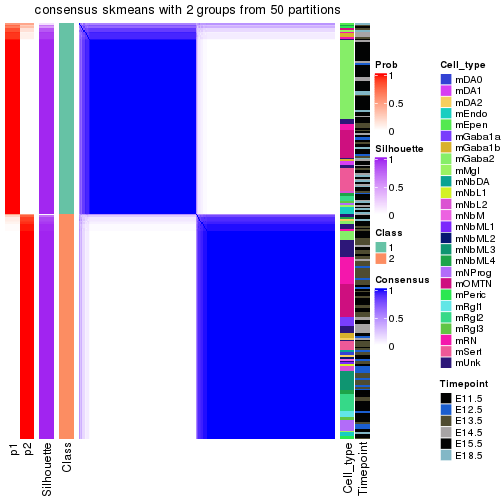 consensus skmeans with 2 groups from 50 partitions
Prob
1
0.5
0
Silhouette
1
0.5
0
Class
1
2
Consensus
1
0.5
0
Cell_type
mDA0
mDA1
mDA2
mEndo
mEpen
mGaba1a
mGaba1b
mGaba2
mMgl
mNbDA
mNbL1
mNbL2
mNbM
mNbML1
mNbML2
mNbML3
mNbML4
mNProg
mOMTN
mPeric
mRgl1
mRgl2
mRgl3
mRN
mSert
mUnk
Timepoint
E11.5
E12.5
E13.5
E14.5
E15.5
E18.5
p1
p2
Silhouette
Class
Cell_type
Timepoint